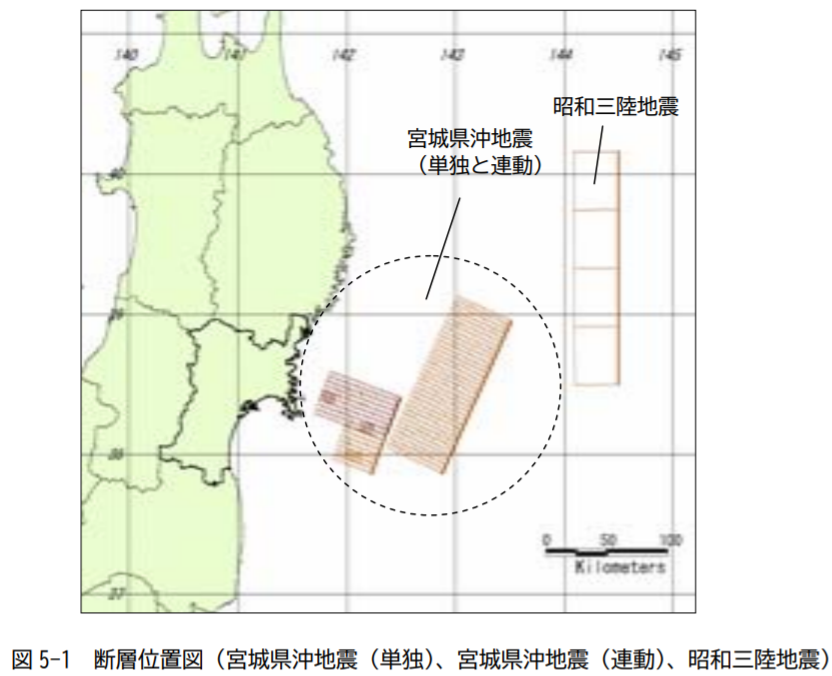 140 141 142 143 144 145
昭和三陸地震
宮城県沖地震
(単独と連動)
40
39
38
37
0 50 100
Kilometers
図 5-1 断層位置図(宮城県沖地震(単独)、宮城県沖地震(連動)、昭和三陸地震)